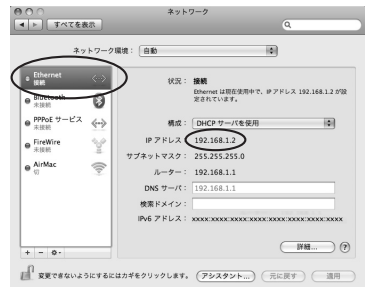 ネットワーク
すべてを表示
ネットワーク環境： 自動
Ethernet
接続
Bluetooth
未接続
PPPoE サービス
未接続
FireWire
未接続
AirMac
切
状況： 接続
Ethernet は現在使用中で、IP アドレス 192.168.1.2 が設
定されています。
構成： DHCP サーバを使用
IP アドレス： 192.168.1.2
サブネットマスク： 255.255.255.0
ルーター： 192.168.1.1
DNS サーバ： 192.168.1.1
検索ドメイン：
IPv6 アドレス： xxxx:xxxx:xxxx:xxxx:xxxx:xxxx:xxxx:xxxx
詳細...
?
変更できないようにするにはカギをクリックします。
アシスタント...
元に戻す
適用